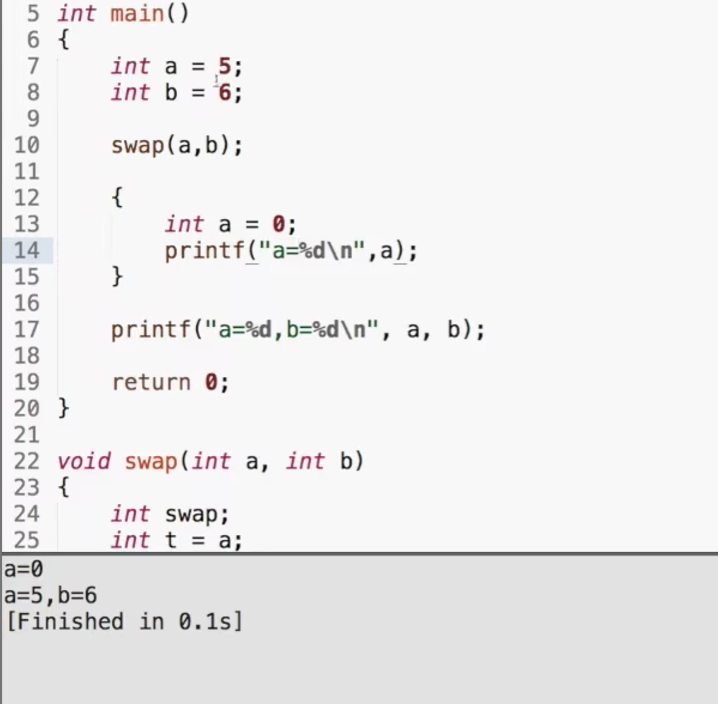 5 int main()
6 {
7     int a = 5;
8     int b = 6;
9
10     swap(a,b);
11
12     {
13         int a = 0;
14         printf("a=%d\n",a);
15     }
16
17     printf("a=%d,b=%d\n", a, b);
18
19     return 0;
20 }
21
22 void swap(int a, int b)
23 {
24     int swap;
25     int t = a;
a=0
a=5,b=6
[Finished in 0.1s]